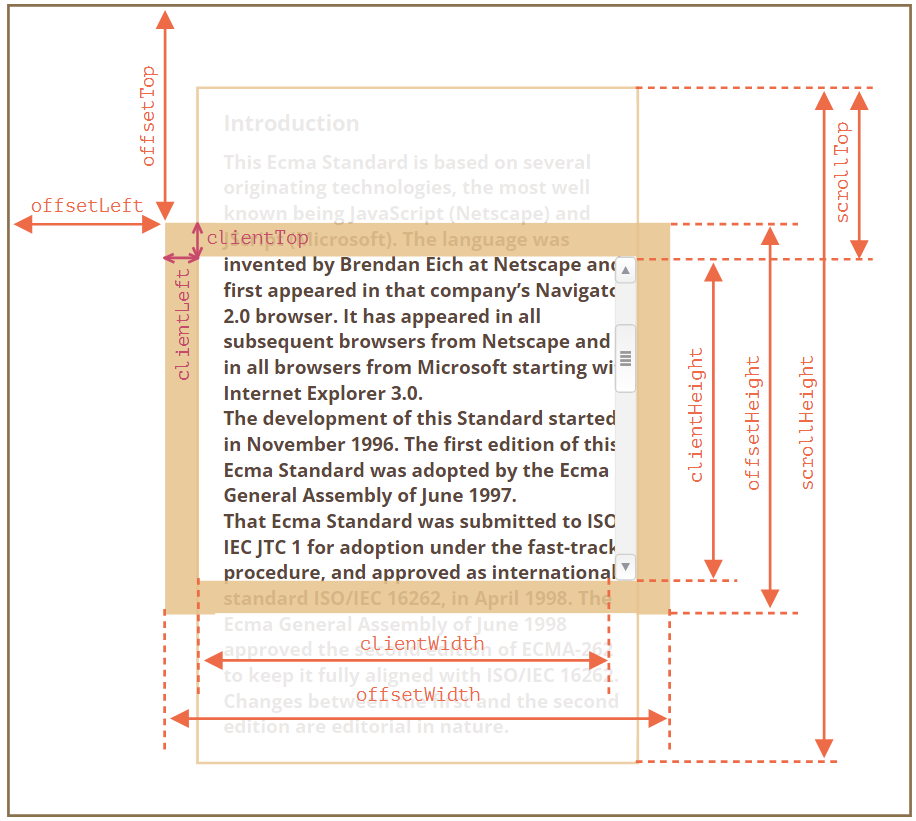 offsetTop
offsetLeft
scrollTop
Introduction
This Ecma Standard is based on several
originating technologies, the most well
known being JavaScript (Netscape) and
clientTop
JScript (Microsoft). The language was
invented by Brendan Eich at Netscape and
first appeared in that company’s Navigato
2.0 browser. It has appeared in all
subsequent browsers from Netscape and
in all browsers from Microsoft starting wi
Internet Explorer 3.0.
The development of this Standard started
in November 1996. The first edition of this
Ecma Standard was adopted by the Ecma
General Assembly of June 1997.
That Ecma Standard was submitted to ISO
IEC JTC 1 for adoption under the fast-track
procedure, and approved as international
standard ISO/IEC 16262, in April 1998. The
Ecma General Assembly of June 1998
approved the second edition of ECMA-262
to keep it fully aligned with ISO/IEC 16262.
Changes between the first and the second
edition are editorial in nature.
clientLeft
clientHeight
offsetHeight
scrollHeight
clientWidth
offsetWidth